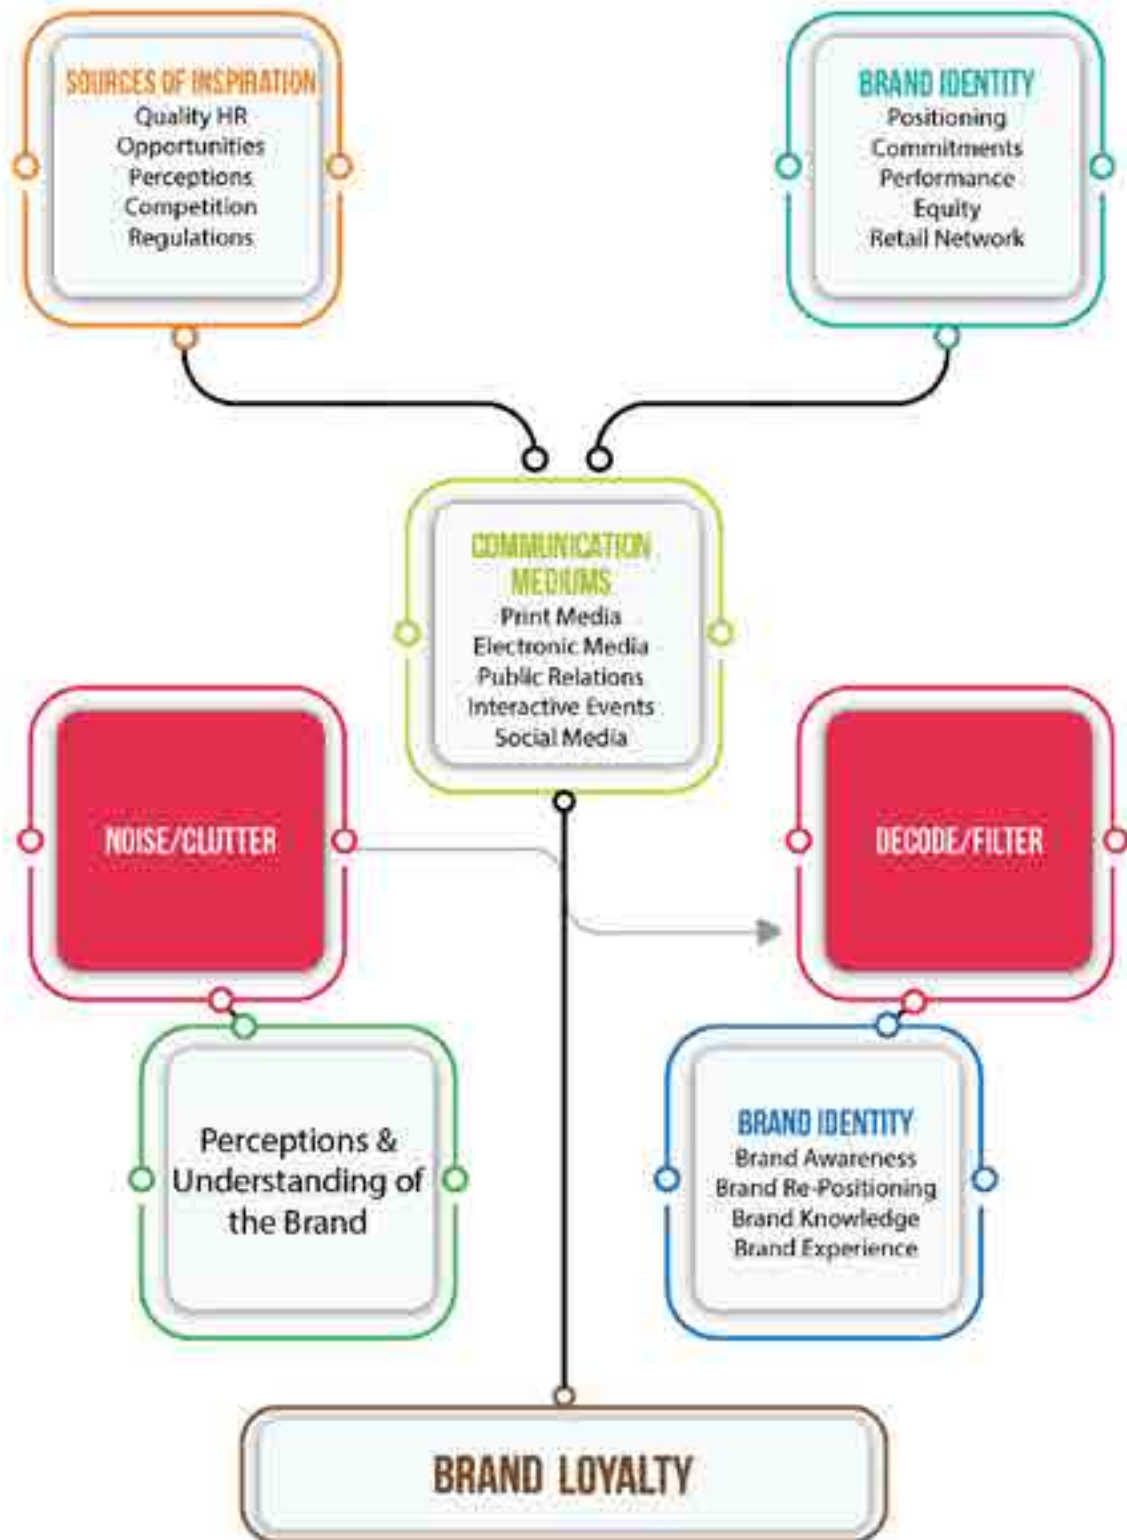 SOURCES OF INSPIRATION
Quality HR
Opportunities
Perceptions
Competition
Regulations
BRAND IDENTITY
Positioning
Commitments
Performance
Equity
Retail Network
COMMUNICATION
MEDIUMS
Print Media
Electronic Media
Public Relations
Interactive Events
Social Media
NOISE/CLUTTER
DECODE/FILTER
Perceptions &
Understanding of
the Brand
BRAND IDENTITY
Brand Awareness
Brand Re-Positioning
Brand Knowledge
Brand Experience
BRAND LOYALTY